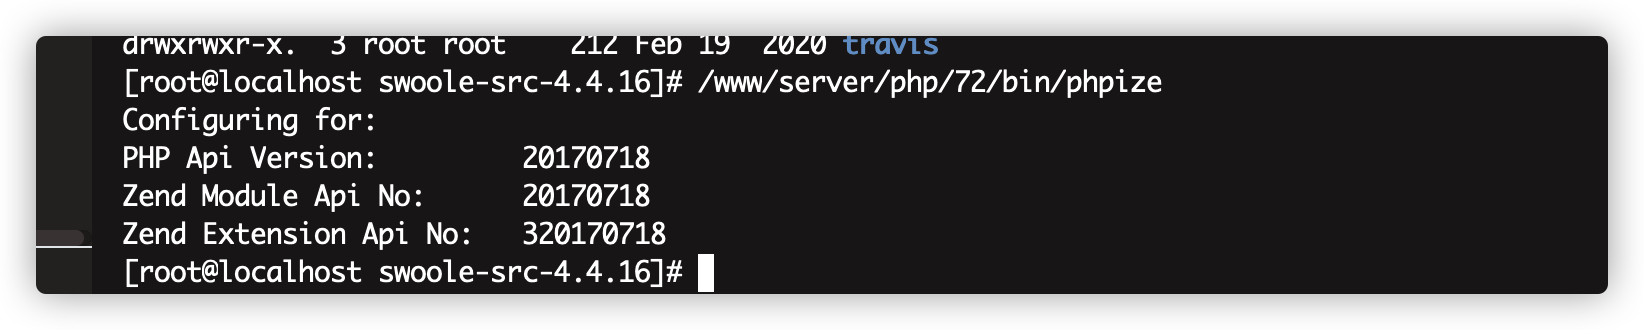 drwxrwxr-x.  3 root root    212 Feb 19  2020 travis
[root@localhost swoole-src-4.4.16]# /www/server/php/72/bin/phpize
Configuring for:
PHP Api Version:         20170718
Zend Module Api No:      20170718
Zend Extension Api No:   320170718
[root@localhost swoole-src-4.4.16]#